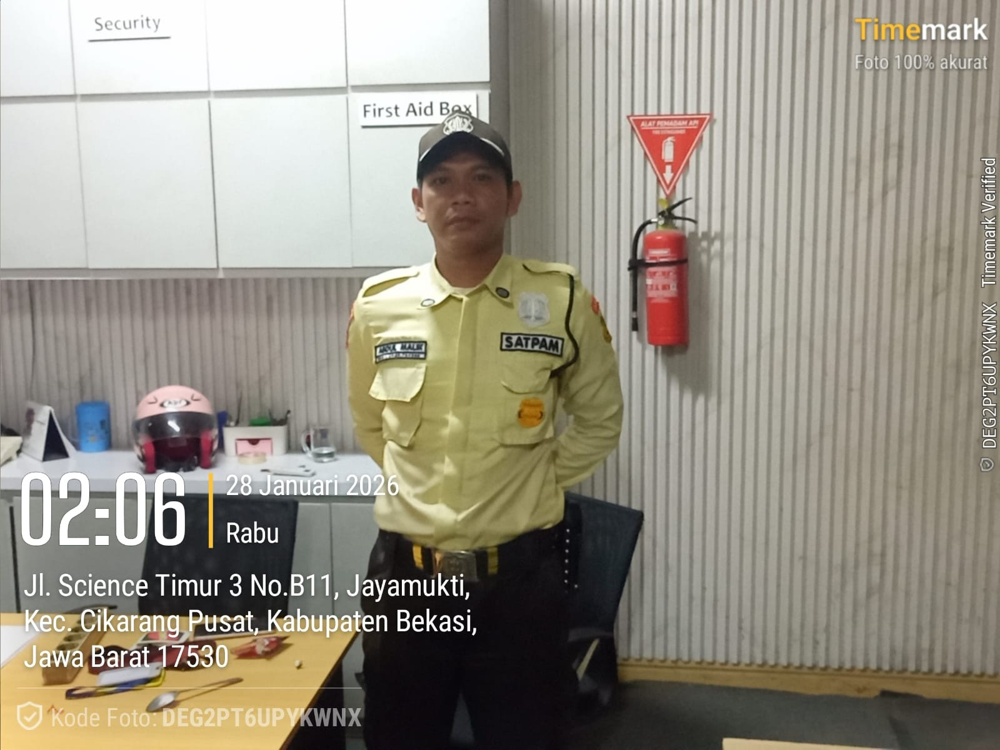 Security
First Aid Box
Timemark
Foto 100% akurat
ALAT PEMADAM API
FIRE EXTINGUISHER
ABDUL MALIK
SATPAM
02:06
28 Januari 2026
Rabu
Jl. Science Timur 3 No.B11, Jayamukti,
Kec. Cikarang Pusat, Kabupaten Bekasi,
Jawa Barat 17530
Kode Foto: DEG2PT6UPYKWNX
DEG2PT6UPYKWNX Timemark Verified